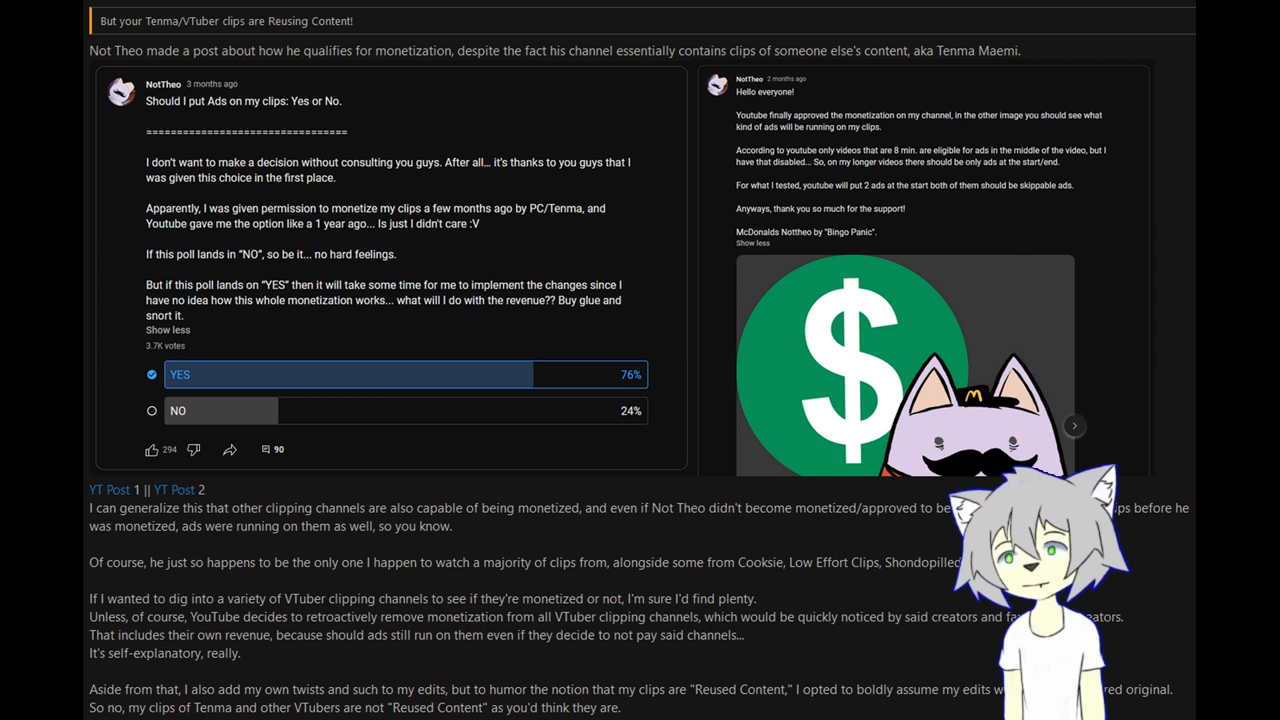 But your Tenma/VTuber clips are Reusing Content!
Not Theo made a post about how he qualifies for monetization, despite the fact his channel essentially contains clips of someone else's content, aka Tenma Maemi.
NotTheo 3 months ago
Should I put Ads on my clips: Yes or No.
=================================
I don't want to make a decision without consulting you guys. After all... it's thanks to you guys that I
was given this choice in the first place.
Apparently, I was given permission to monetize my clips a few months ago by PC/Tenma, and
Youtube gave me the option like a 1 year ago... Is just I didn't care :V
If this poll lands in "NO", so be it... no hard feelings.
But if this poll lands on "YES" then it will take some time for me to implement the changes since I
have no idea how this whole monetization works... what will I do with the revenue?? Buy glue and
snort it.
Show less
3.7K votes
YES 76%
NO 24%
294 90
NotTheo 2 months ago
Hello everyone!
Youtube finally approved the monetization on my channel, in the other image you should see what
kind of ads will be running on my clips.
According to youtube only videos that are 8 min. are eligible for ads in the middle of the video, but I
have that disabled... So, on my longer videos there should be only ads at the start/end.
For what I tested, youtube will put 2 ads at the start both of them should be skippable ads.
Anyways, thank you so much for the support!
McDonalds Nottheo by "Bingo Panic".
Show less
$
M
YT Post 1 || YT Post 2
I can generalize this that other clipping channels are also capable of being monetized, and even if Not Theo didn't become monetized/approved to be before he
was monetized, ads were running on them as well, so you know.
Of course, he just so happens to be the only one I happen to watch a majority of clips from, alongside some from Cooksie, Low Effort Clips, Shondopilled
If I wanted to dig into a variety of VTuber clipping channels to see if they're monetized or not, I'm sure I'd find plenty.
Unless, of course, YouTube decides to proactively remove monetization from all VTuber clipping channels, which would be quickly noticed by said creators and
That includes their own revenue, because should ads still run on them even if they decide to not pay said channels...
It's self-explanatory, really.
Aside from that, I also add my own twists and such to my edits, but to humor the notion that my clips are "Reused Content," I opted to boldly assume my edits original.
So no, my clips of Tenma and other VTubers are not "Reused Content" as you'd think they are.